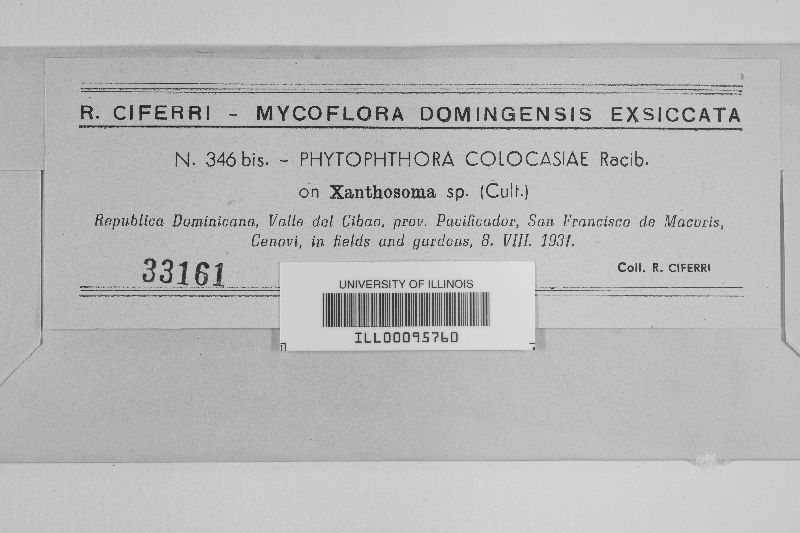 R. CIFERRI - MYCOFLORA DOMINGENSIS EXSICCATA
N. 346 bis. - PHYTOPHTHORA COLOCASIAE Racib.
on Xanthosoma sp. (Cult.)
Republica Dominicana, Valle del Cibao, prov. Pacificador, San Francisco de Macoris,
Cenovi, in fields and gardens, 8. VIII. 1931.
33161
Coll. R. CIFERRI
UNIVERSITY OF ILLINOIS
ILL00095760